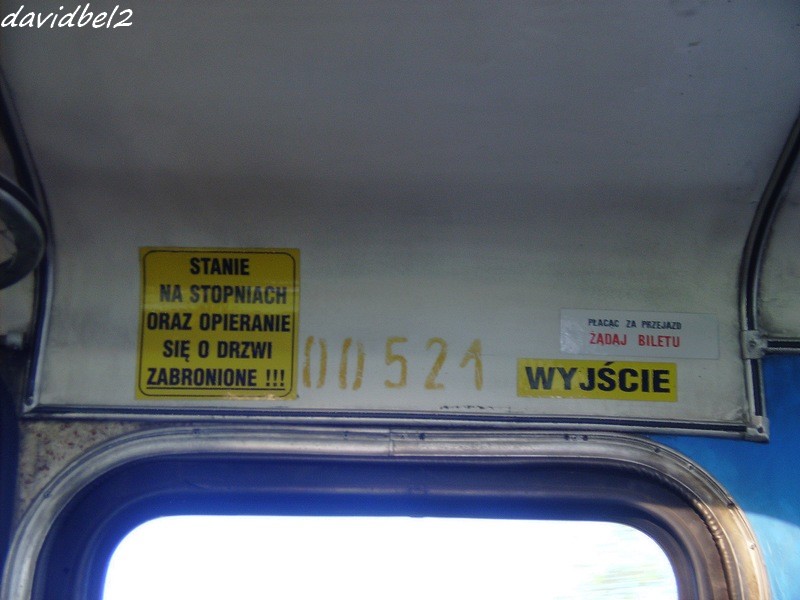 davidbel2
STANIE
NA STOPNIACH
ORAZ OPIERANIE
SIĘ O DRZWI
ZABRONIONE !!!
00521
PŁACĄC ZA PRZEJAZD
ŻĄDAJ BILETU
WYJŚCIE